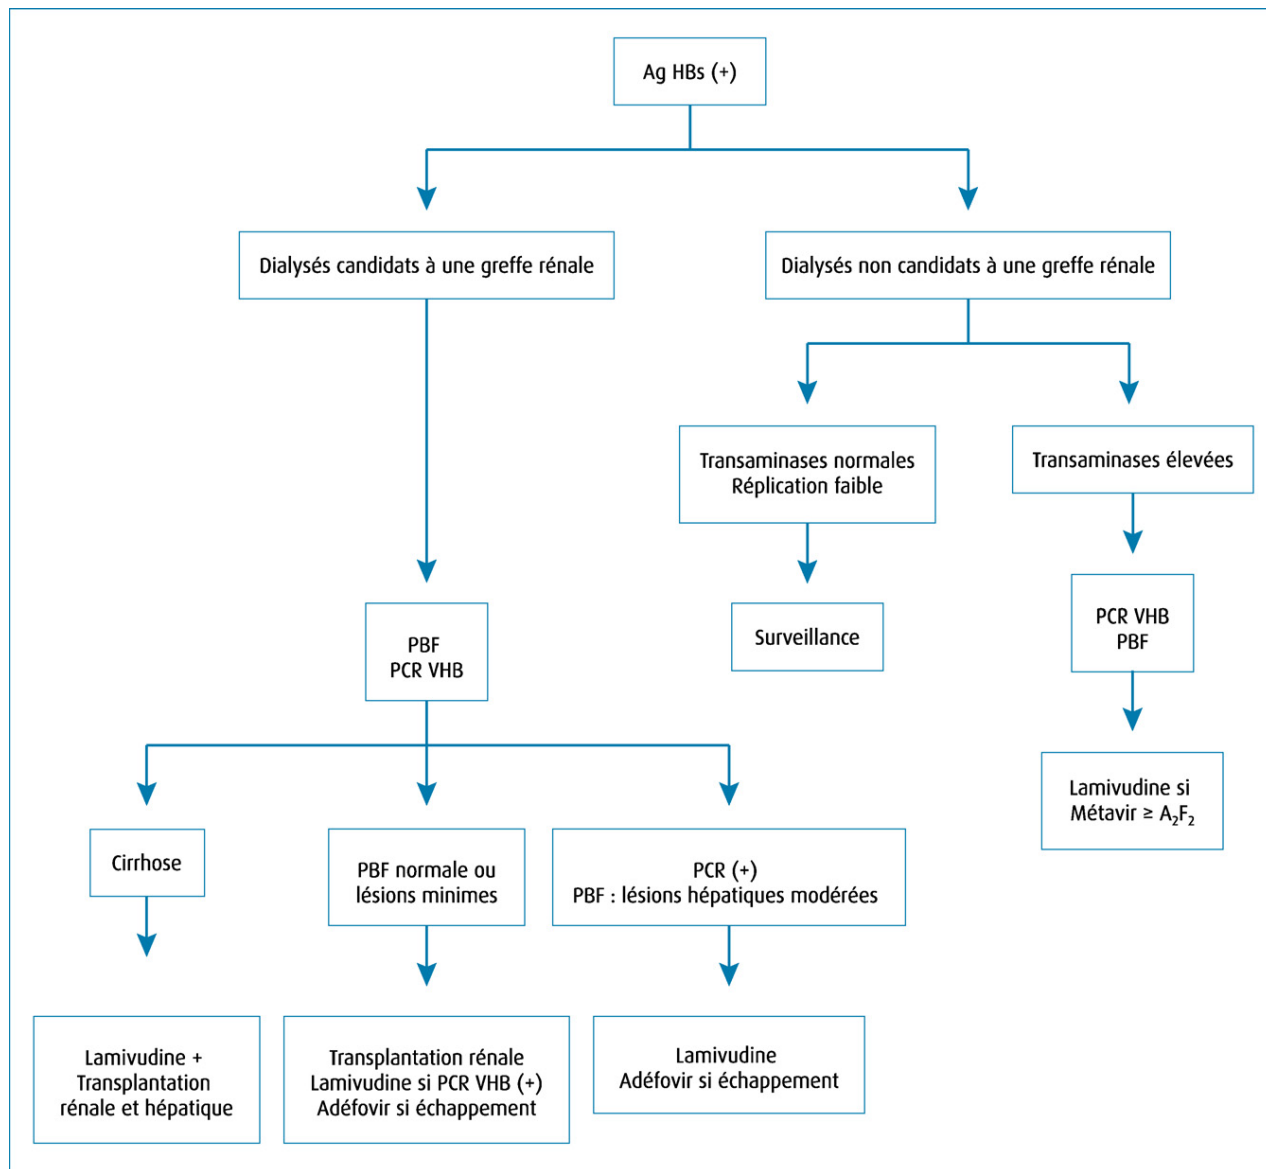 Ag HBs (+)
Dialysés candidats à une greffe rénale
Dialysés non candidats à une greffe rénale
Transaminases normales
Réplication faible
Transaminases élevées
Surveillance
PCR VHB
PBF
PBF
PCR VHB
Lamivudine si
Métavir ≥ A₂F₂
Cirrhose
PBF normale ou
lésions minimes
PCR (+)
PBF : lésions hépatiques modérées
Lamivudine +
Transplantation
rénale et hépatique
Transplantation rénale
Lamivudine si PCR VHB (+)
Adéfovir si échappement
Lamivudine
Adéfovir si échappement